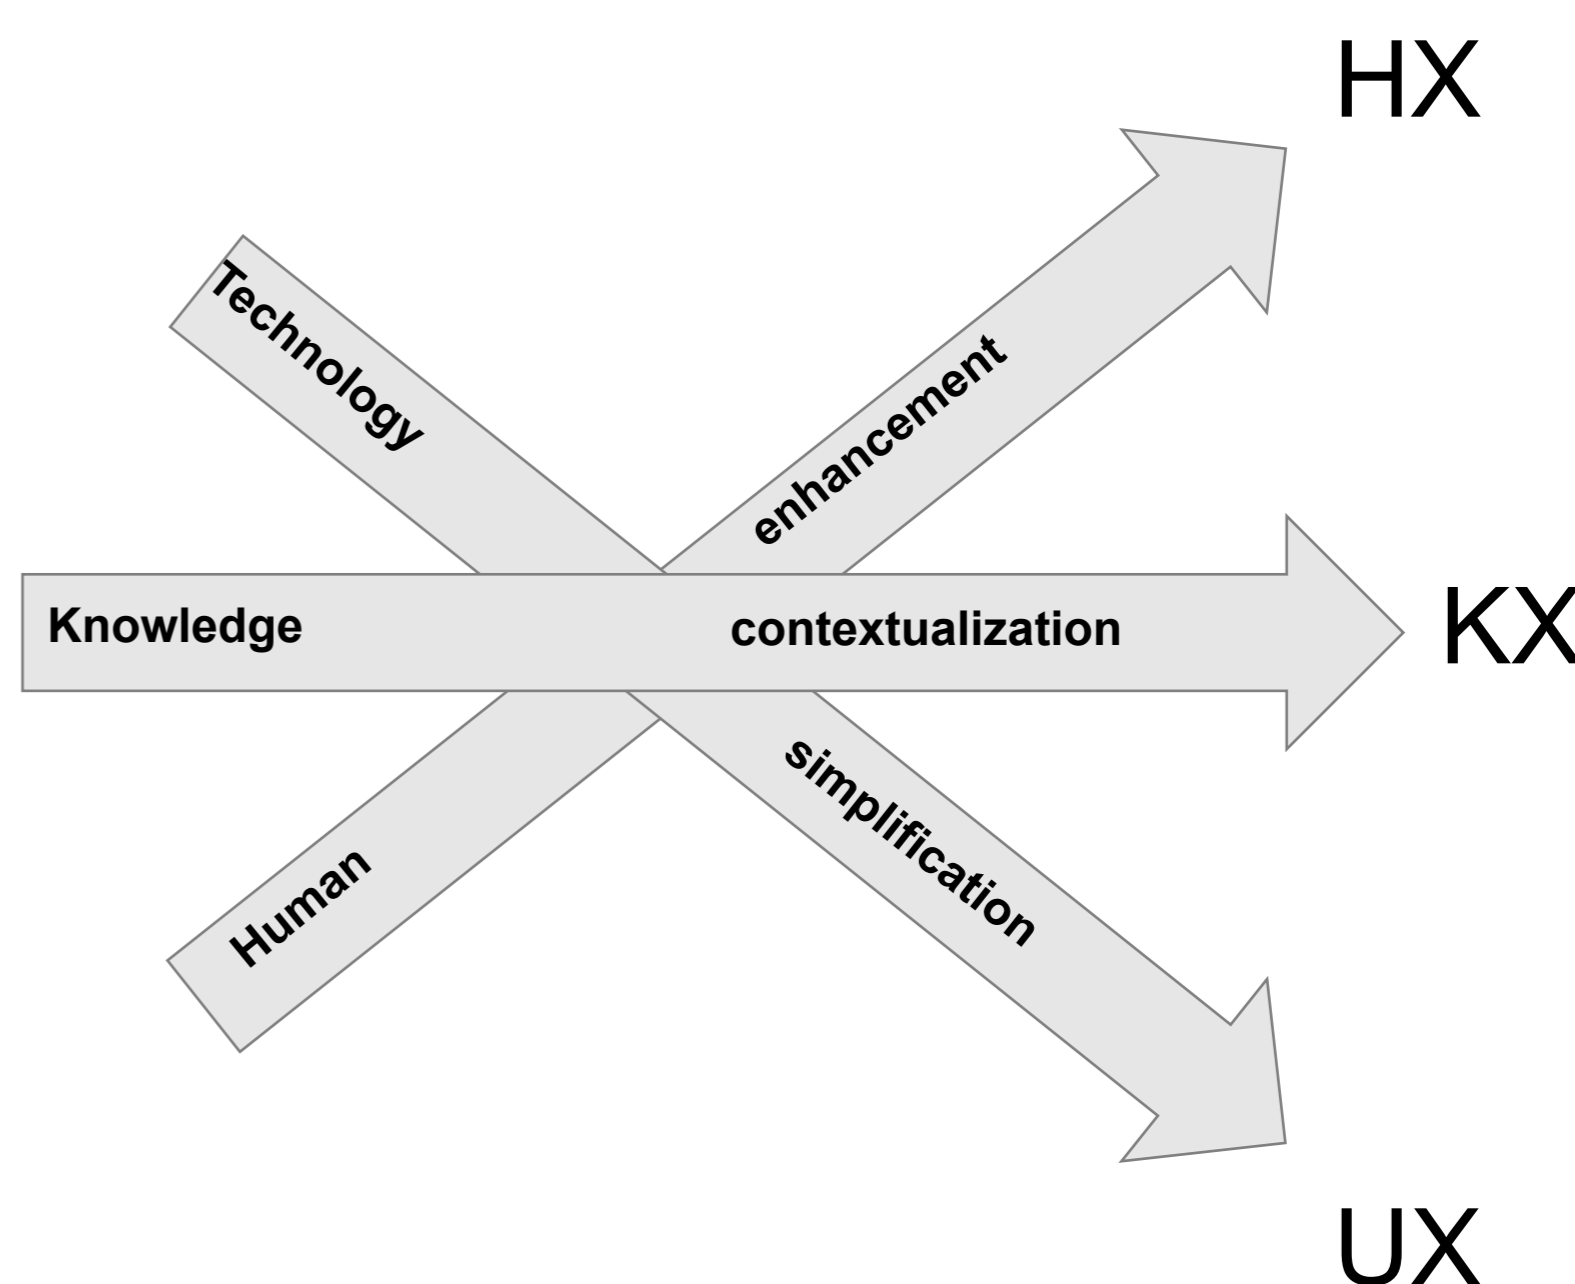 HX
Technology
enhancement
Knowledge
contextualization
KX
simplification
Human
UX